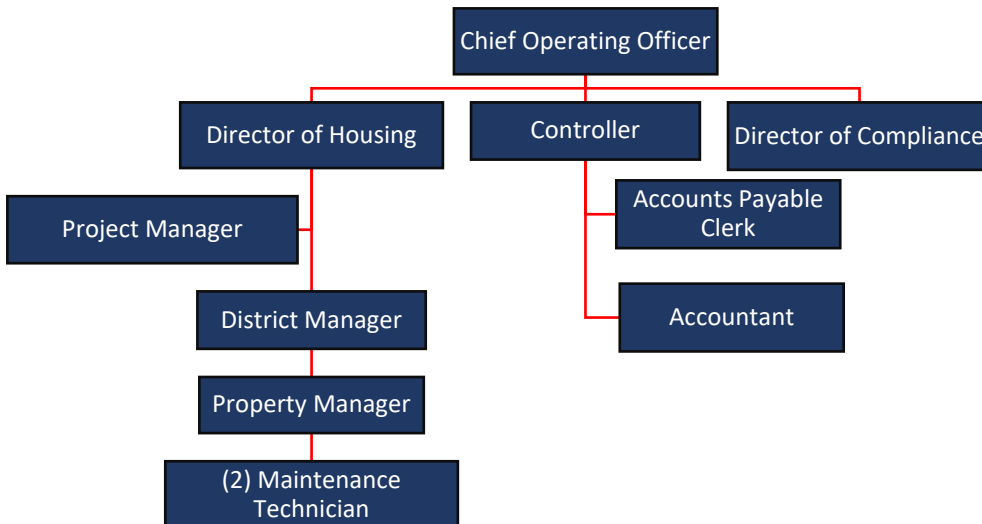 Chief Operating Officer
Director of Housing
Controller
Director of Compliance
Project Manager
Accounts Payable
Clerk
District Manager
Accountant
Property Manager
(2) Maintenance
Technician